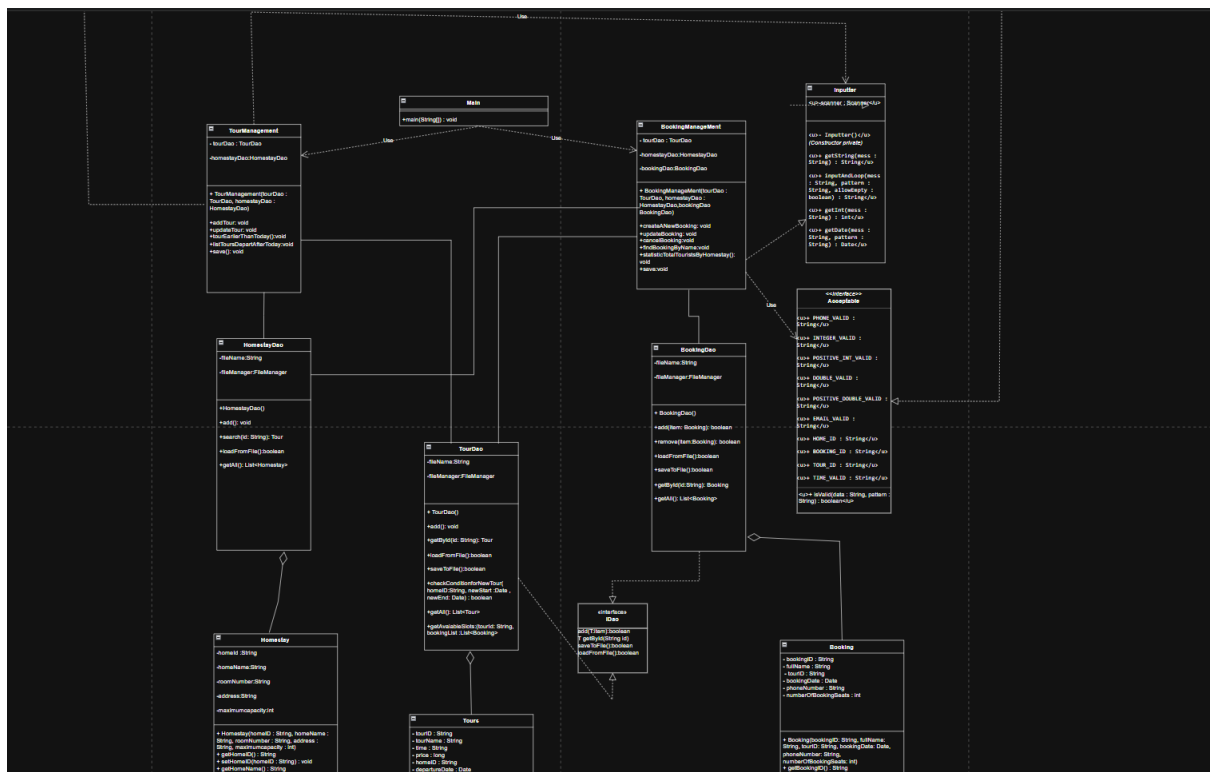 Use
Main
+main(String[]) : void
Use
Use
TourManagement
- tourDao : TourDao
-homestayDao:HomestayDao
+ TourManagement(tourDao :
TourDao, homestayDao :
HomestayDao)
+addTour: void
+updateTour: void
+tourEarlierThanToday():void
+listToursDepartAfterToday:void
+save(): void
BookingManageMent
- tourDao : TourDao
-homestayDao:HomestayDao
-bookingDao:BookingDao
+ BookingManageMent(tourDao :
TourDao, homestayDao :
HomestayDao,bookingDao
BookingDao)
+createANewBooking: void
+updateBooking: void
+cancelBooking:void
+findBookingByName:void
+statisticTotalTouristsByHomestay():
void
+save:void
Inputter
<u>-scanner : Scanner</u>
<u>- Inputter()</u>
(Constructor private)
<u>+ getString(mess :
String) : String</u>
<u>+ inputAndLoop(mess
: String, pattern :
String, allowEmpty :
boolean) : String</u>
<u>+ getInt(mess :
String) : int</u>
<u>+ getDate(mess :
String, pattern :
String) : Date</u>
Use
<<Interface>>
Acceptable
<u>+ PHONE_VALID :
String</u>
<u>+ INTEGER_VALID :
String</u>
<u>+ POSITIVE_INT_VALID :
String</u>
<u>+ DOUBLE_VALID :
String</u>
<u>+ POSITIVE_DOUBLE_VALID :
String</u>
<u>+ EMAIL_VALID :
String</u>
<u>+ HOME_ID : String</u>
<u>+ BOOKING_ID : String</u>
<u>+ TOUR_ID : String</u>
<u>+ TIME_VALID : String</u>
<u>+ isValid(data : String, pattern :
String) : boolean</u>
HomestayDao
-fileName:String
-fileManager:FileManager
+HomestayDao()
+add(): void
+search(id: String): Tour
+loadFromFile():boolean
+getAll(): List<Homestay>
BookingDao
-fileName:String
-fileManager:FileManager
+ BookingDao()
+add(item: Booking): boolean
+remove(item:Booking): boolean
+loadFromFile():boolean
+saveToFile():boolean
+getById(id:String): Booking
+getAll(): List<Booking>
TourDao
-fileName:String
-fileManager:FileManager
+ TourDao()
+add(): void
+getById(id: String): Tour
+loadFromFile():boolean
+saveToFile():boolean
+checkConditionforNewTour(
homeID:String, newStart :Date ,
newEnd: Date) : boolean
+getAll(): List<Tour>
+getAvaiableSlots:(tourId: String,
bookingList :List<Booking>)
«interface»
IDao
add(T item):boolean
T getById(String id)
saveToFile():boolean
loadFromFile():boolean
Homestay
-homeId :String
-homeName:String
-roomNumber:String
-address:String
-maximumcapacity:int
+ Homestay(homeID : String, homeName :
String, roomNumber : String, address :
String, maximumcapacity : int)
+ getHomeID() : String
+ setHomeID(homeID : String) : void
+ getHomeName() : String
Tours
- tourID : String
- tourName : String
- time : String
- price : long
- homeID : String
- departureDate : Date
Booking
- bookingID : String
- fullName : String
- tourID : String
- bookingDate : Date
- phoneNumber : String
- numberOfBookingSeats : int
+ Booking(bookingID: String, fullName:
String, tourID: String, bookingDate: Date,
phoneNumber: String,
numberOfBookingSeats: int)
+ getBookingID() : String